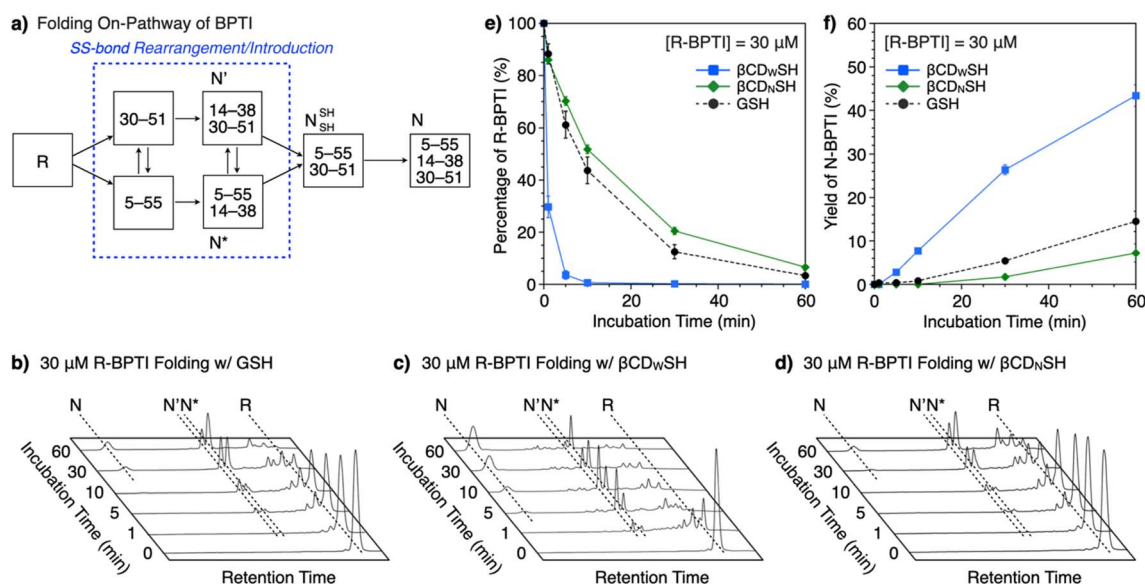 a) Folding On-Pathway of BPTI
SS-bond Rearrangement/Introduction
N'
R
30–51
14–38
30–51
5–55
5–55
14–38
N*
N SH SH
5–55
30–51
N
5–55
14–38
30–51
e)
[R-BPTI] = 30 μM
βCDWSH
βCDNSH
GSH
Percentage of R-BPTI (%)
100
80
60
40
20
0
0 20 40 60
Incubation Time (min)
f)
[R-BPTI] = 30 μM
βCDWSH
βCDNSH
GSH
Yield of N-BPTI (%)
60
50
40
30
20
10
0
0 20 40 60
Incubation Time (min)
b) 30 μM R-BPTI Folding w/ GSH
N N'N* R
60
30
10
5
1
0
Incubation Time (min)
Retention Time
c) 30 μM R-BPTI Folding w/ βCDWSH
N N'N* R
60
30
10
5
1
0
Incubation Time (min)
Retention Time
d) 30 μM R-BPTI Folding w/ βCDNSH
N N'N* R
60
30
10
5
1
0
Incubation Time (min)
Retention Time